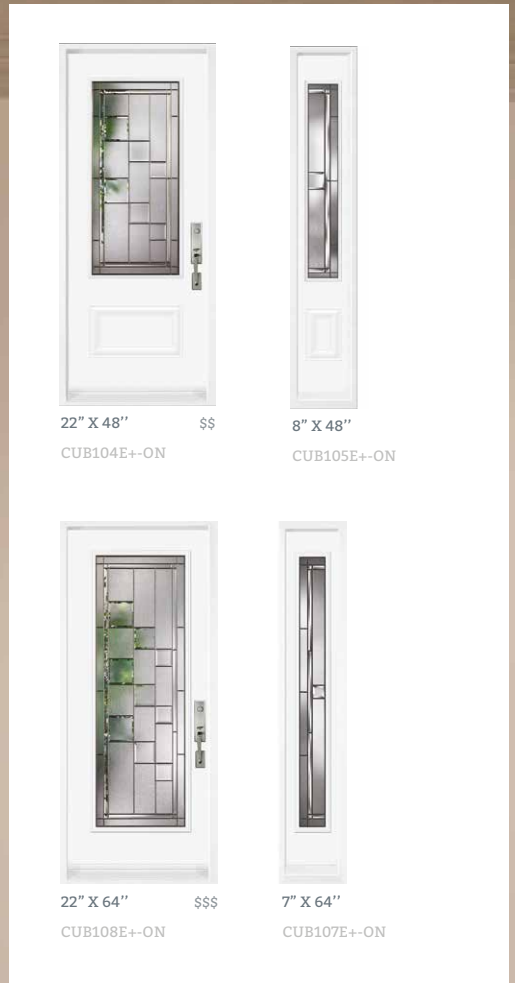 22” X 48’’ $$
CUB104E+-ON
8” X 48’’
CUB105E+-ON
22” X 64’’ $$$
CUB108E+-ON
7” X 64’’
CUB107E+-ON